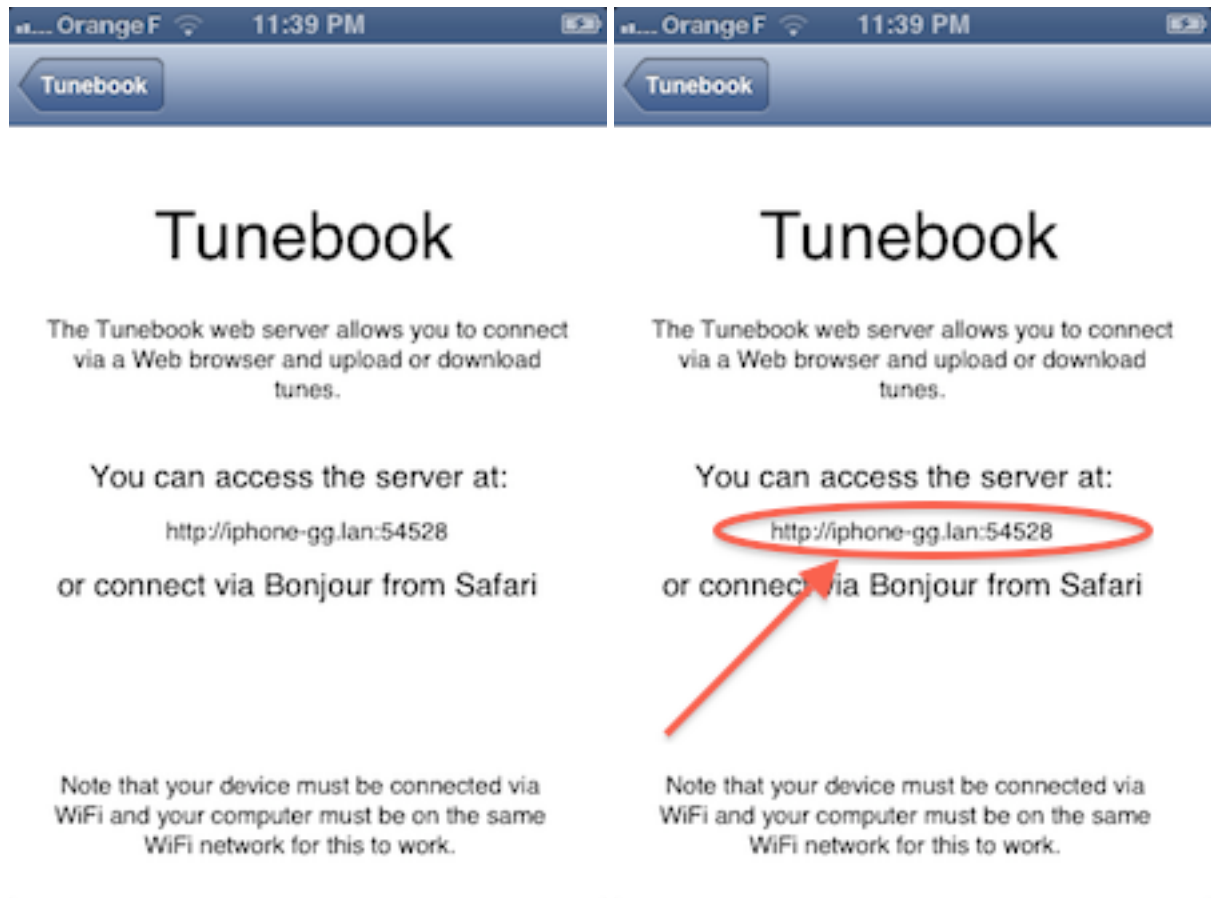 .... Orange F 11:39 PM
Tunebook
Tunebook
The Tunebook web server allows you to connect
via a Web browser and upload or download
tunes.
You can access the server at:
http://iphone-gg.lan:54528
or connect via Bonjour from Safari
Note that your device must be connected via
WiFi and your computer must be on the same
WiFi network for this to work.
.... Orange F 11:39 PM
Tunebook
Tunebook
The Tunebook web server allows you to connect
via a Web browser and upload or download
tunes.
You can access the server at:
http://iphone-gg.lan:54528
or connect via Bonjour from Safari
Note that your device must be connected via
WiFi and your computer must be on the same
WiFi network for this to work.